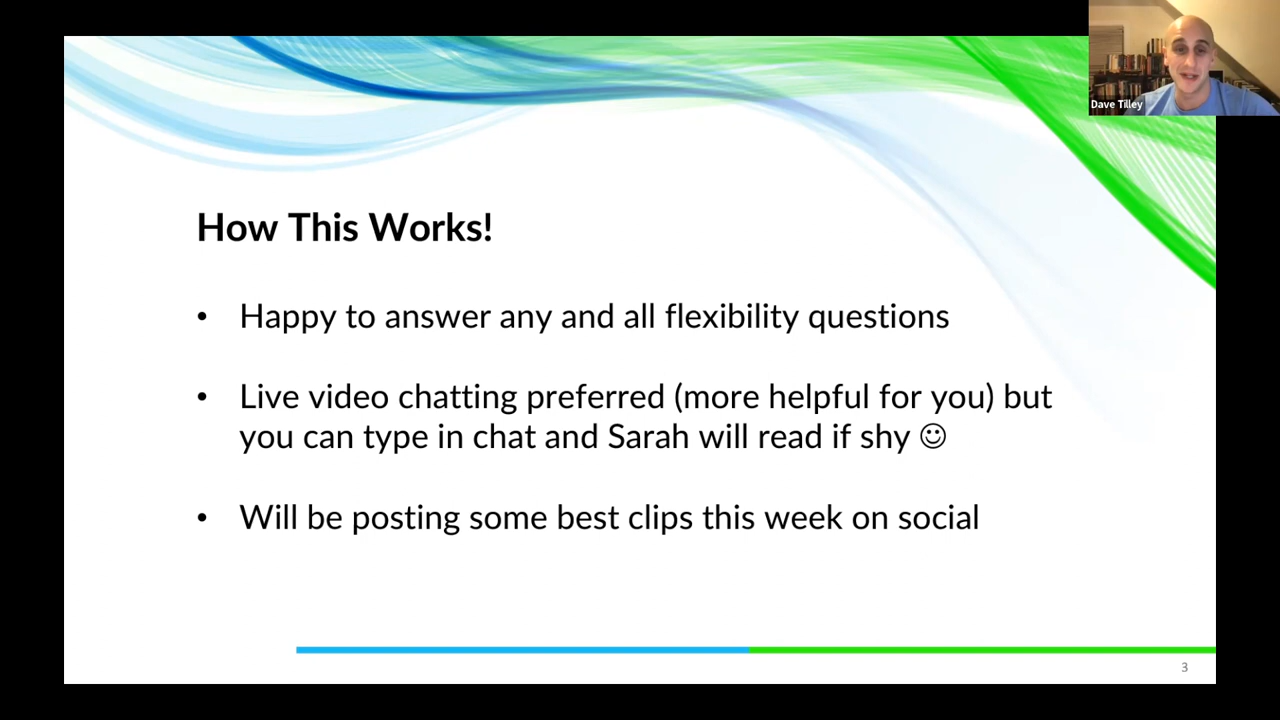 Dave Tilley
How This Works!
• Happy to answer any and all flexibility questions
• Live video chatting preferred (more helpful for you) but
you can type in chat and Sarah will read if shy ☺
• Will be posting some best clips this week on social
3